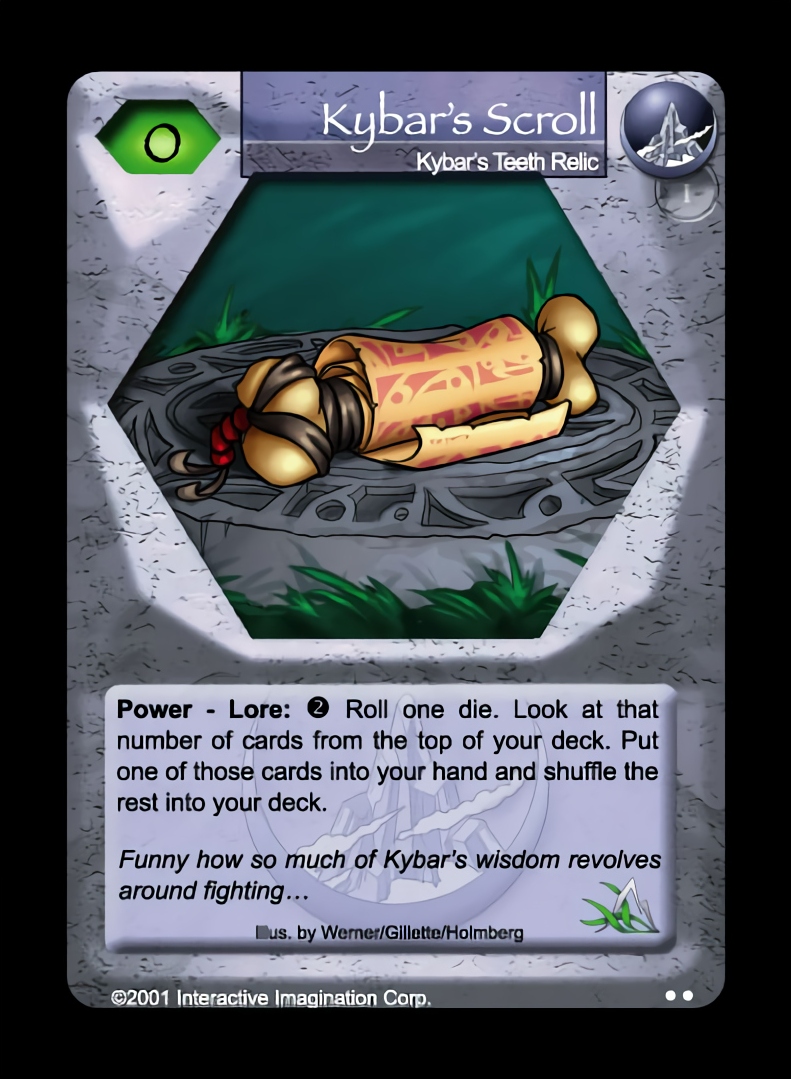 0
Kybar's Scroll
Kybar's Teeth Relic
1
Power - Lore: ❷ Roll one die. Look at that
number of cards from the top of your deck. Put
one of those cards into your hand and shuffle the
rest into your deck.
Funny how so much of Kybar's wisdom revolves
around fighting…
Illus. by Werner/Gillette/Holmberg
©2001 Interactive Imagination Corp.